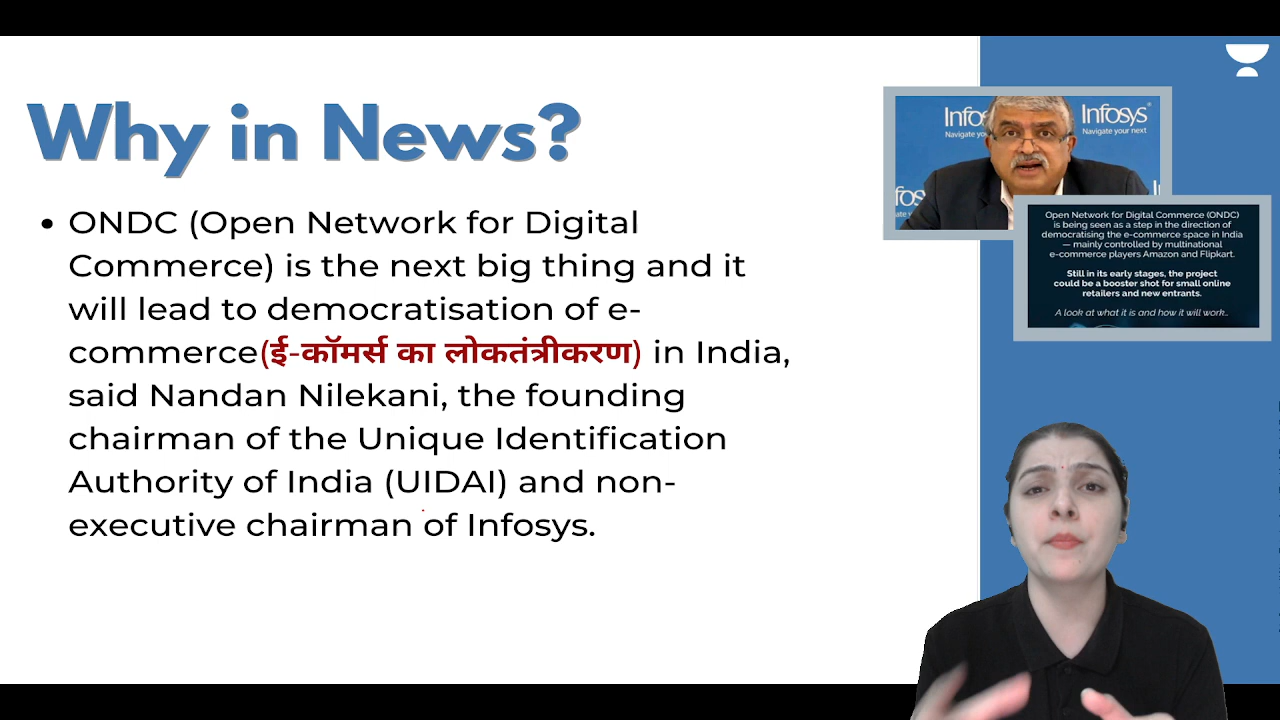 Why in News?
• ONDC (Open Network for Digital
Commerce) is the next big thing and it
will lead to democratisation of e-
commerce(ई-कॉमर्स का लोकतंत्रीकरण) in India,
said Nandan Nilekani, the founding
chairman of the Unique Identification
Authority of India (UIDAI) and non-
executive chairman of Infosys.
Infosys®
Navigate your next
Open Network for Digital Commerce (ONDC)
is being seen as a step in the direction of
democratising the e-commerce space in India
— mainly controlled by multinational
e-commerce players Amazon and Flipkart.
Still in its early stages, the project
could be a booster shot for small online
retailers and new entrants.
A look at what it is and how it will work..